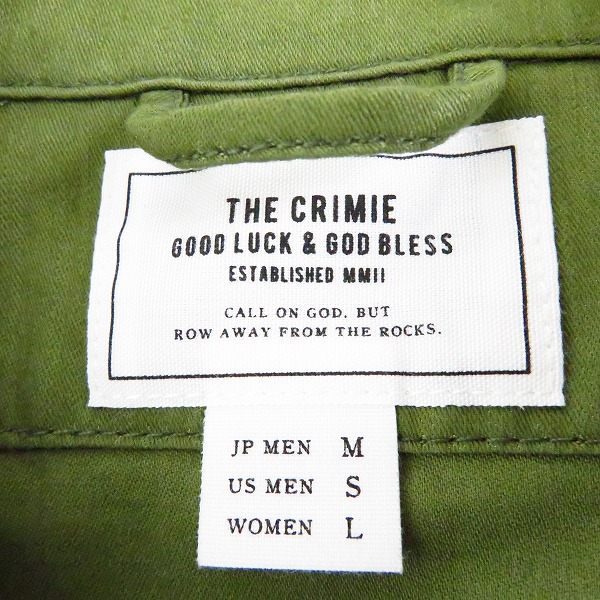 THE CRIMIE
GOOD LUCK & GOD BLESS
ESTABLISHED MMII
CALL ON GOD, BUT
ROW AWAY FROM THE ROCKS.
JP MEN M
US MEN S
WOMEN L